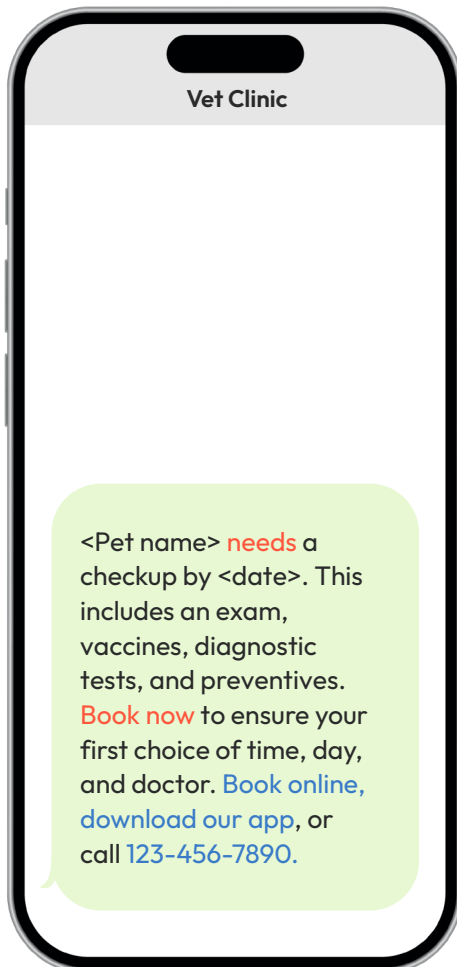 Vet Clinic
<Pet name> needs a
checkup by <date>. This
includes an exam,
vaccines, diagnostic
tests, and preventives.
Book now to ensure your
first choice of time, day,
and doctor. Book online,
download our app, or
call 123-456-7890.